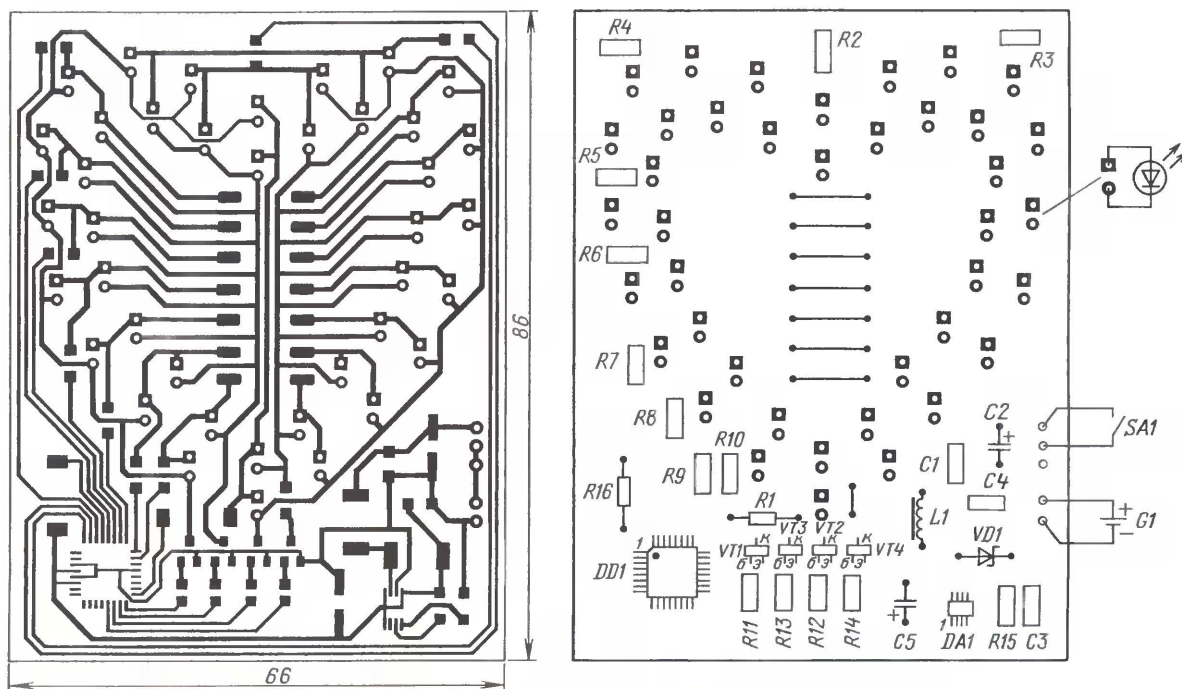 R4
R2
R3
R5
R6
R7
R8
R9
R10
R16
R1
VT3
VT2
к
к
к
к
VT1
VT4
б
э
б
э
б
э
б
э
1
DD1
R11
R13
R12
R14
C2
+
C1
C4
L1
VD1
+
C5
1
DA1
R15
C3
SA1
+
G1
−
86
66